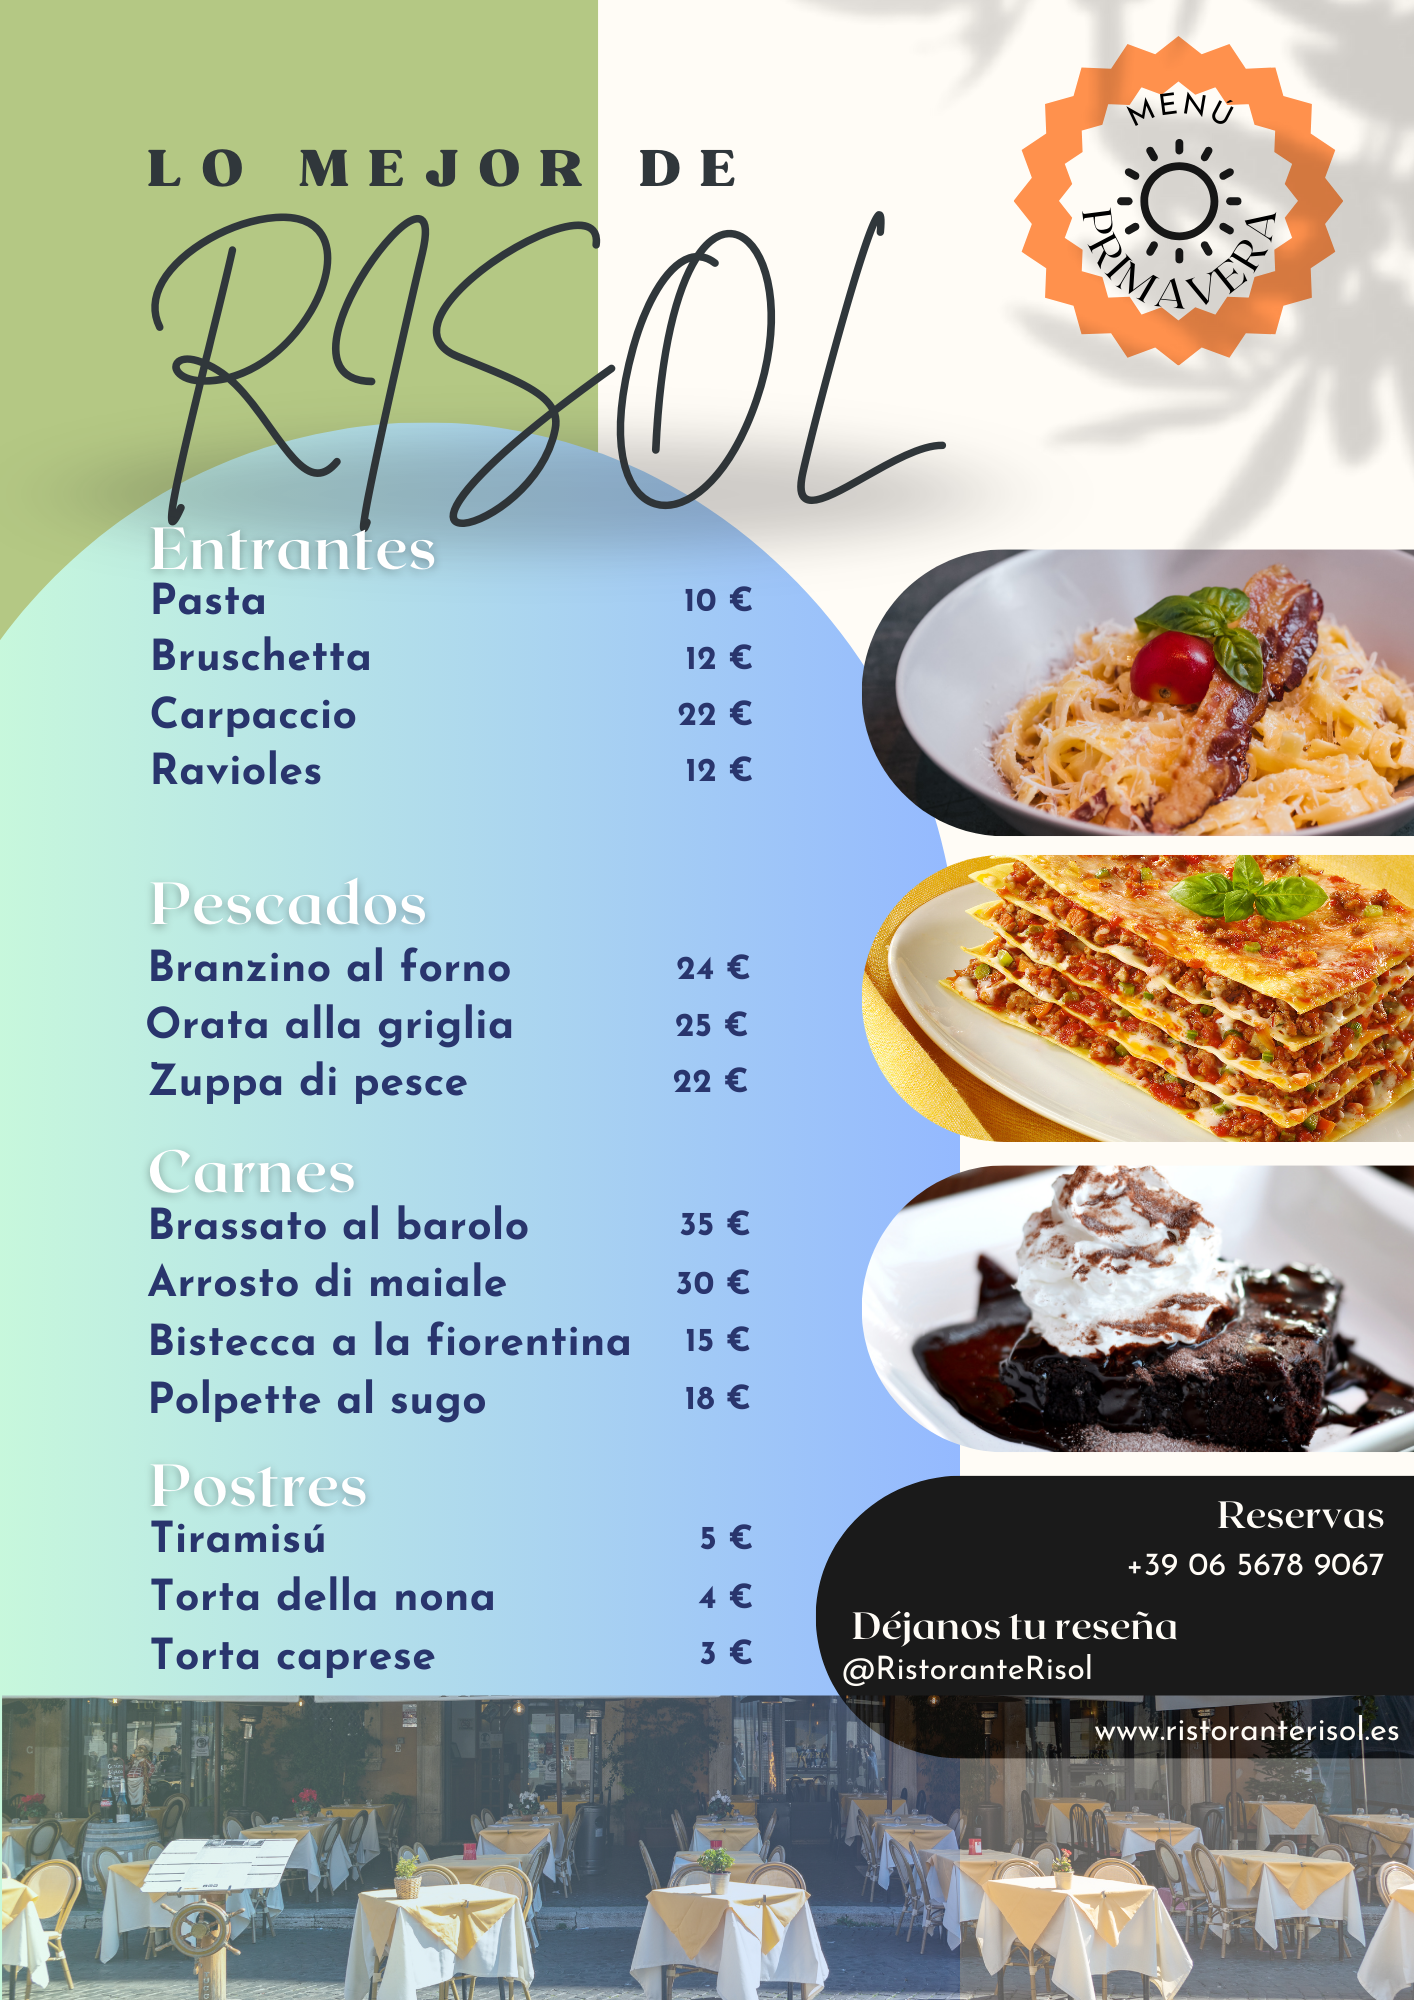 LO MEJOR DE
RISOL
MENÚ
PRIMAVERA
Entrantes
Pasta 10 €
Bruschetta 12 €
Carpaccio 22 €
Ravioles 12 €
Pescados
Branzino al forno 24 €
Orata alla griglia 25 €
Zuppa di pesce 22 €
Carnes
Brassato al barolo 35 €
Arrosto di maiale 30 €
Bistecca a la fiorentina 15 €
Polpette al sugo 18 €
Postres
Tiramisú 5 €
Torta della nona 4 €
Torta caprese 3 €
Reservas
+39 06 5678 9067
Déjanos tu reseña
@RistoranteRisol
www.ristoranterisol.es